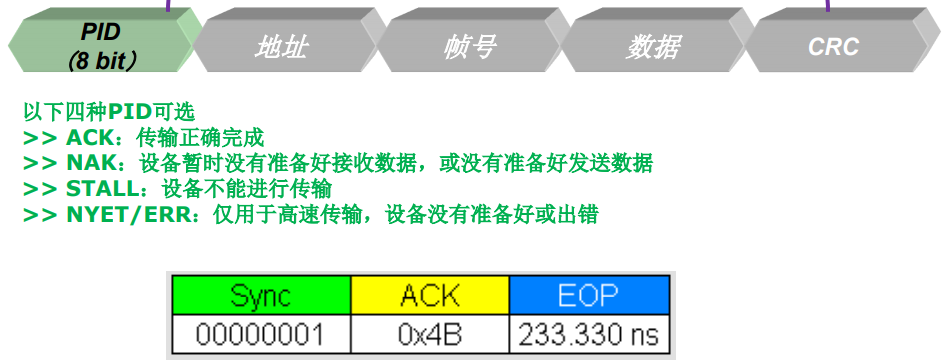 PID
（8 bit）
地址
帧号
数据
CRC
以下四种PID可选
>> ACK：传输正确完成
>> NAK：设备暂时没有准备好接收数据，或没有准备好发送数据
>> STALL：设备不能进行传输
>> NYET/ERR：仅用于高速传输，设备没有准备好或出错
Sync ACK EOP
00000001 0x4B 233.330 ns